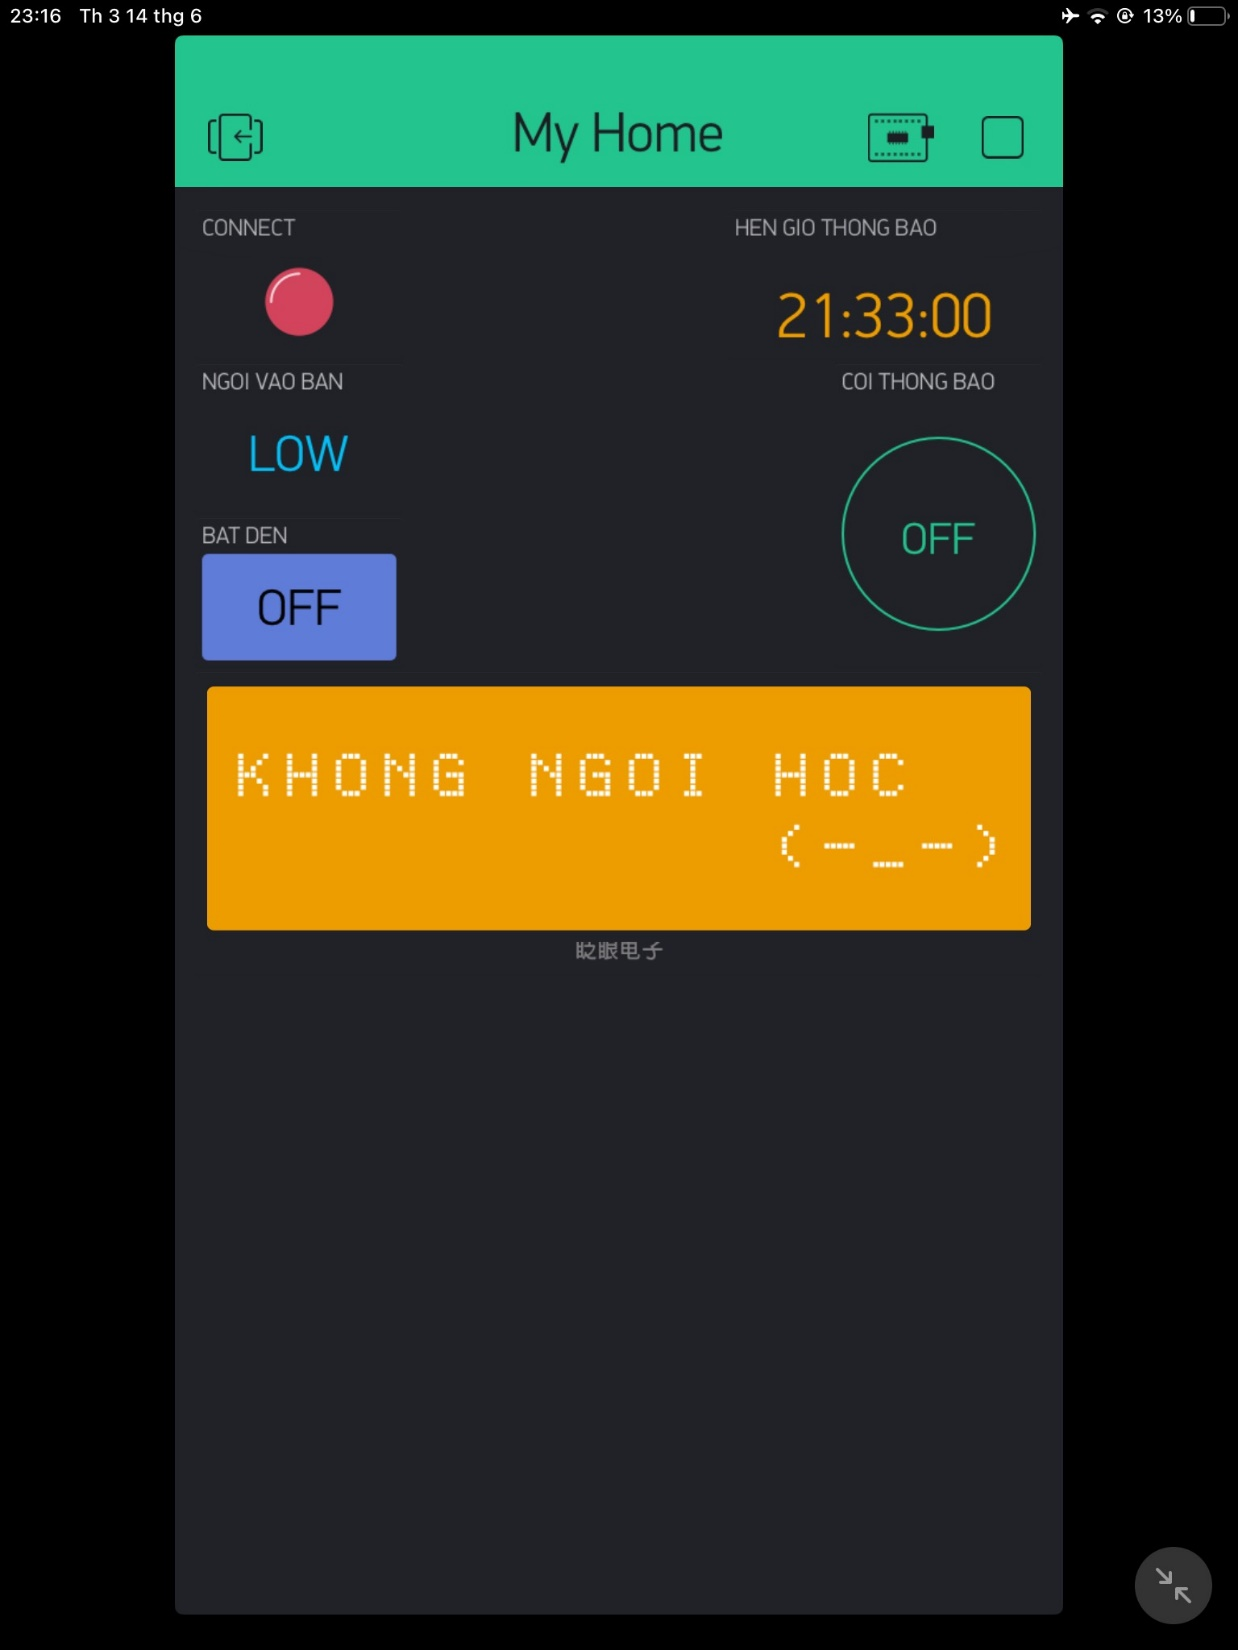 23:16 Th 3 14 thg 6 13%
My Home
CONNECT
HEN GIO THONG BAO
21:33:00
NGOI VAO BAN
COI THONG BAO
LOW
BAT DEN
OFF
OFF
KHONG NGOI HOC
(-_-)
眨眼电子